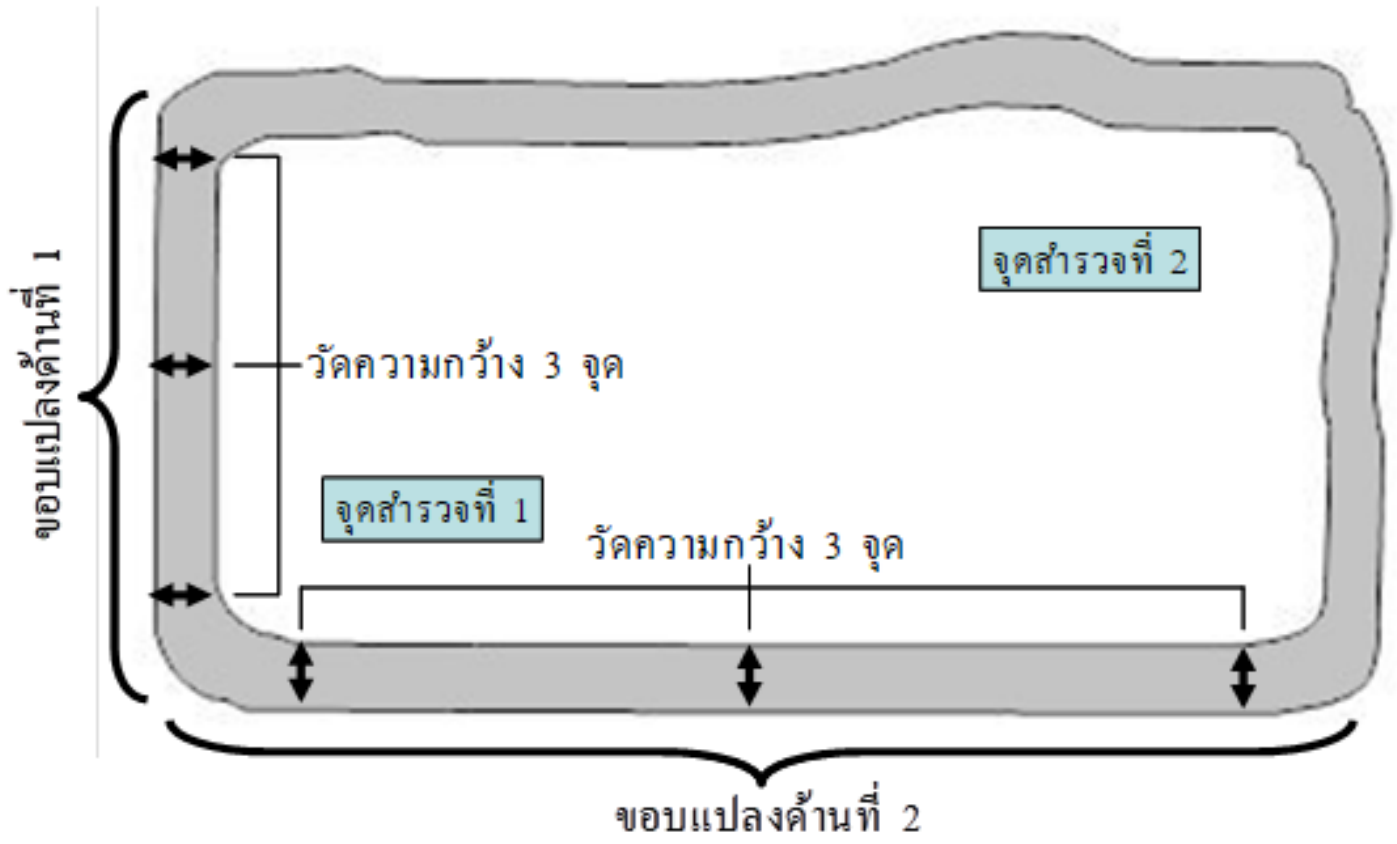 ขอบแปลงด้านที่ 1
จุดสำรวจที่ 2
วัดความกว้าง 3 จุด
จุดสำรวจที่ 1
วัดความกว้าง 3 จุด
ขอบแปลงด้านที่ 2